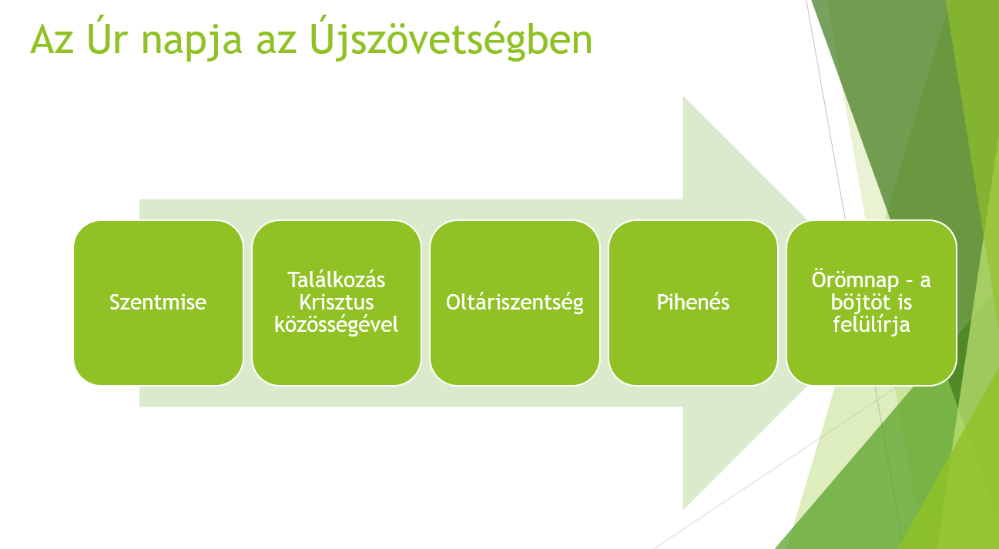 Az Úr napja az Újszövetségben
Szentmise
Találkozás
Krisztus
közösségével
Oltáriszentség
Pihenés
Örömnap – a
böjtöt is
felülírja